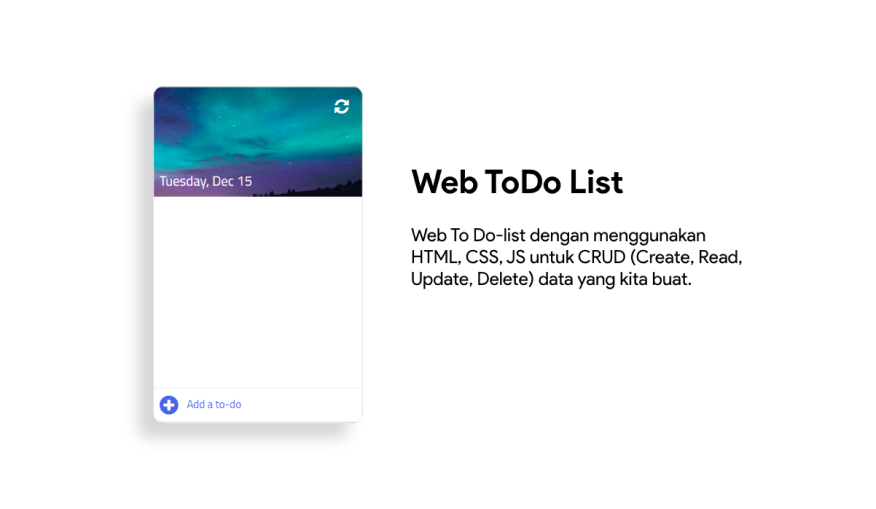 Tuesday, Dec 15
Add a to-do
Web ToDo List
Web To Do-list dengan menggunakan
HTML, CSS, JS untuk CRUD (Create, Read,
Update, Delete) data yang kita buat.